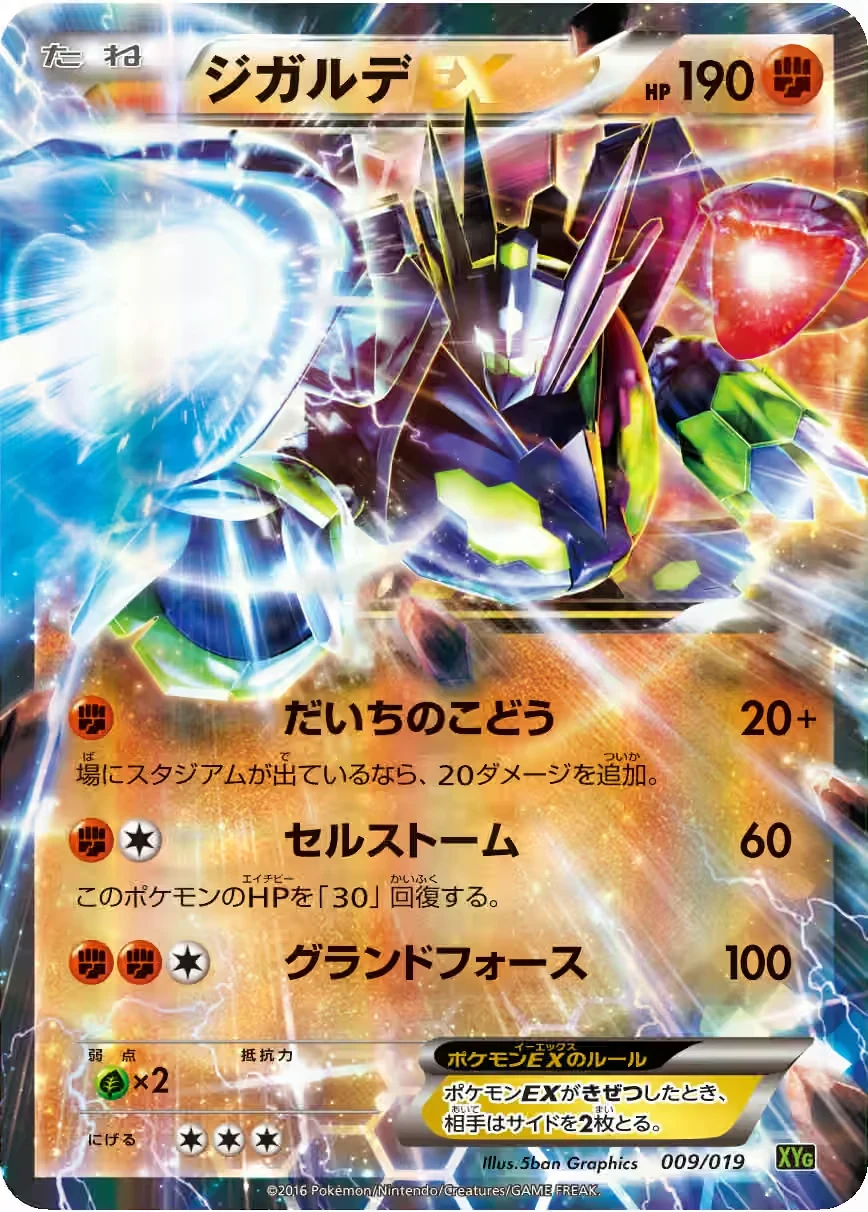 たね
ジガルデEX
HP 190
だいちのこどう 20+
場にスタジアムが出ているなら、20ダメージを追加。
セルストーム 60
このポケモンのHPを「30」回復する。
グランドフォース 100
弱点 抵抗力
×2
にげる
ポケモンEXのルール
ポケモンEXがきぜつしたとき、
相手はサイドを2枚とる。
Illus.5ban Graphics 009/019 XYG
©2016 Pokémon/Nintendo/Creatures/GAME FREAK.